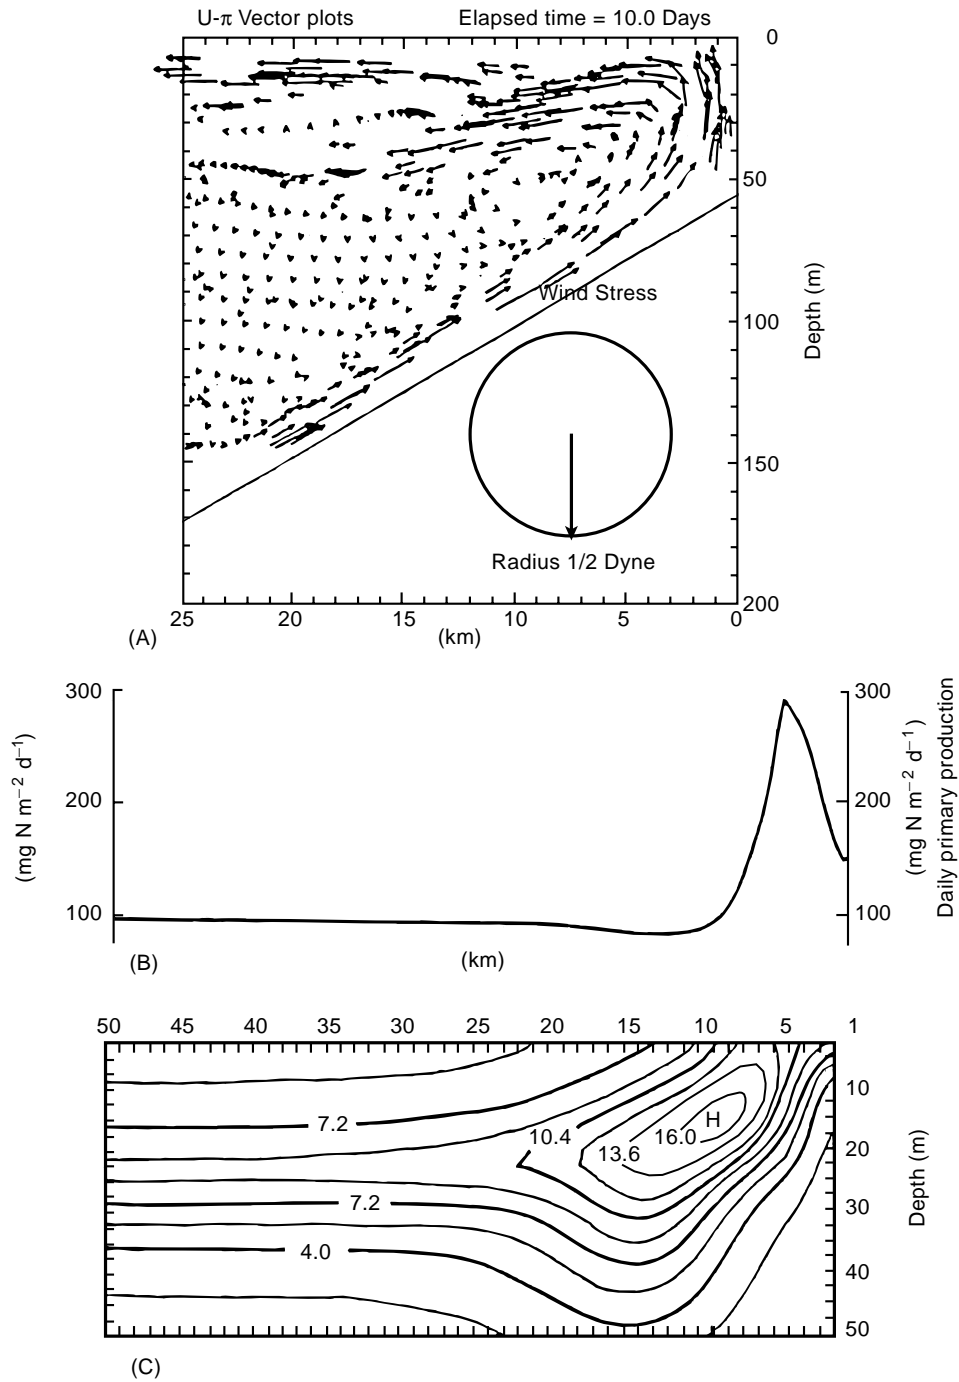 U-π Vector plots
Elapsed time = 10.0 Days
0
50
100
150
200
Depth (m)
Wind Stress
Radius 1/2 Dyne
25
20
15
10
5
0
(A)
(km)
300
200
100
(mg N m⁻² d⁻¹)
300
200
100
(mg N m⁻² d⁻¹)
Daily primary production
(B)
(km)
50
45
40
35
30
25
20
15
10
5
1
10
20
30
40
50
Depth (m)
7.2
10.4
13.6
16.0
H
7.2
4.0
(C)